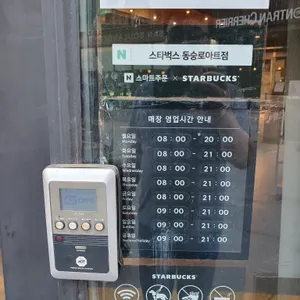 N
스타벅스 동숭로아트점
N 스마트주문 × STARBUCKS
매장 영업시간 안내
월요일 Monday 08 : 00 ~ 20 : 00
화요일 08 : 00 ~ 21 : 00
수요일 08 : 00 21 : 00
목요일 08 : 00 21 : 00
금요일 08 : 00 21 : 00
토요일 09 : 00 21 : 00
일요일 09 : 00 21 : 00
공휴일 09 : 00 21 : 00
STARBUCKS